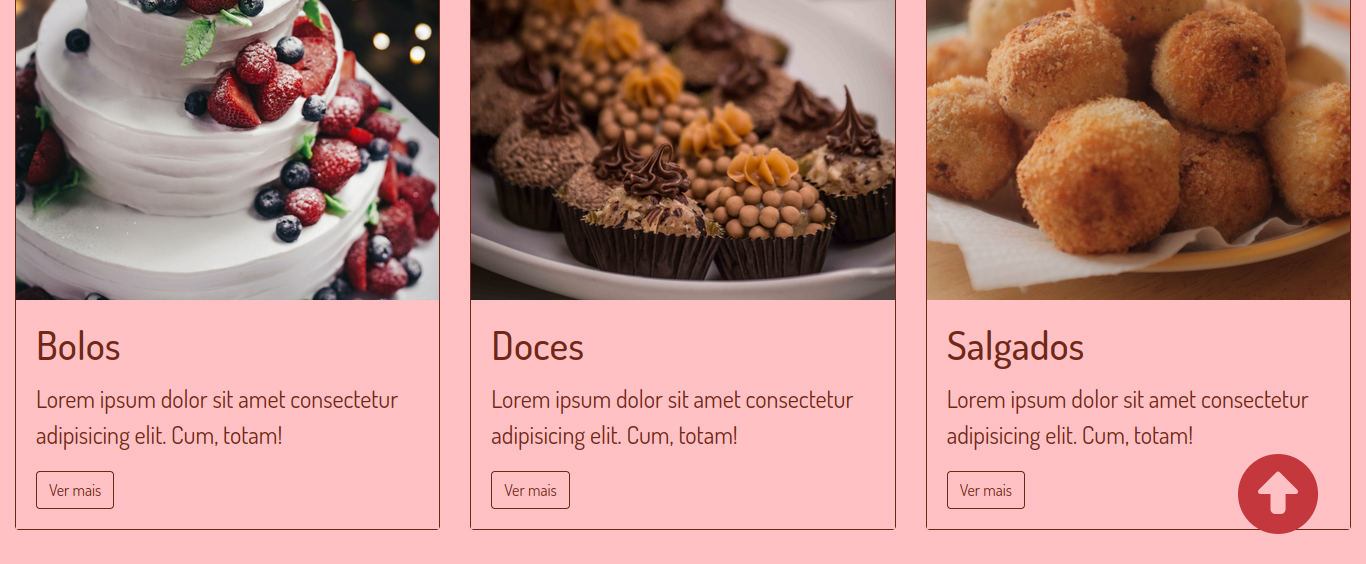 Bolos
Lorem ipsum dolor sit amet consectetur
adipisicing elit. Cum, totam!
Ver mais
Doces
Lorem ipsum dolor sit amet consectetur
adipisicing elit. Cum, totam!
Ver mais
Salgados
Lorem ipsum dolor sit amet consectetur
adipisicing elit. Cum, totam!
Ver mais